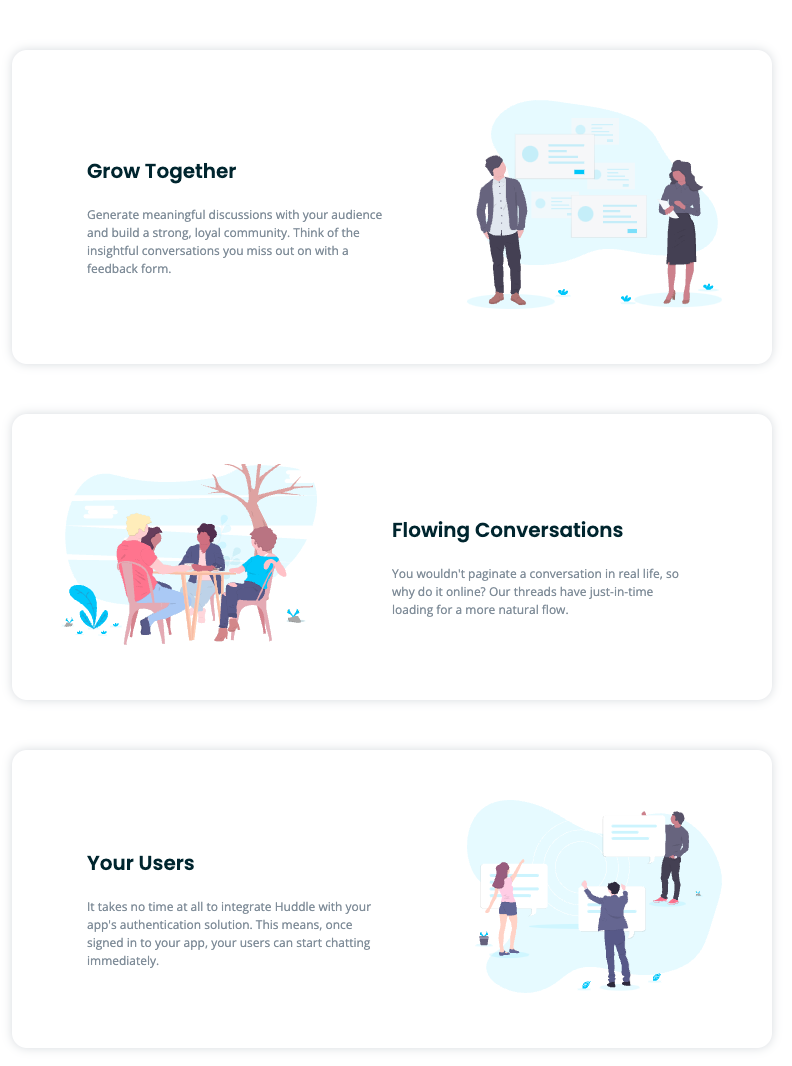 Grow Together
Generate meaningful discussions with your audience
and build a strong, loyal community. Think of the
insightful conversations you miss out on with a
feedback form.
Flowing Conversations
You wouldn't paginate a conversation in real life, so
why do it online? Our threads have just-in-time
loading for a more natural flow.
Your Users
It takes no time at all to integrate Huddle with your
app's authentication solution. This means, once
signed in to your app, your users can start chatting
immediately.